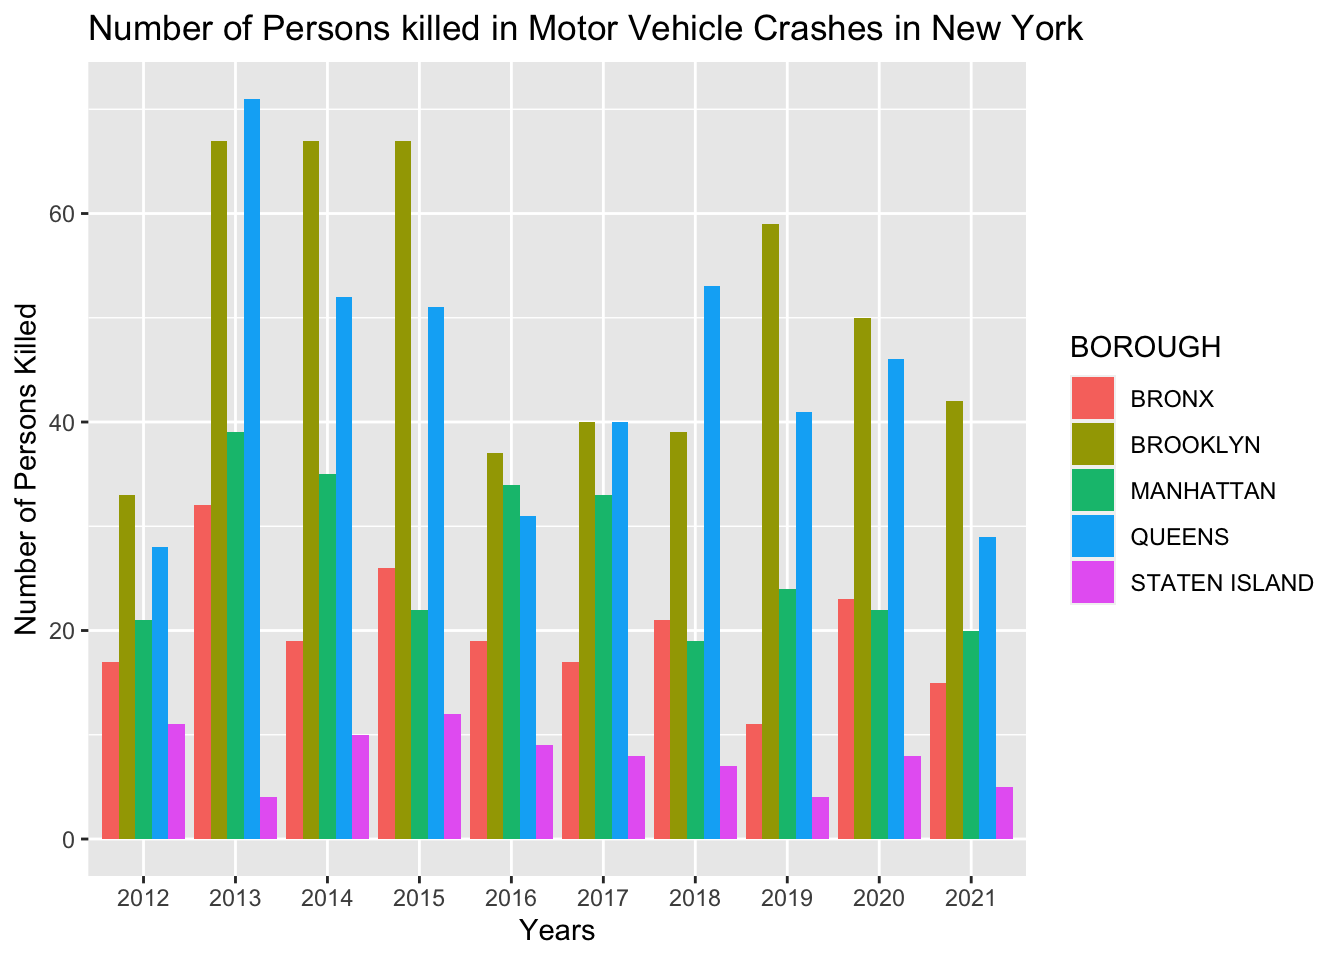 Number of Persons killed in Motor Vehicle Crashes in New York
Number of Persons Killed
60
40
20
0
2012 2013 2014 2015 2016 2017 2018 2019 2020 2021
Years
BOROUGH
BRONX
BROOKLYN
MANHATTAN
QUEENS
STATEN ISLAND